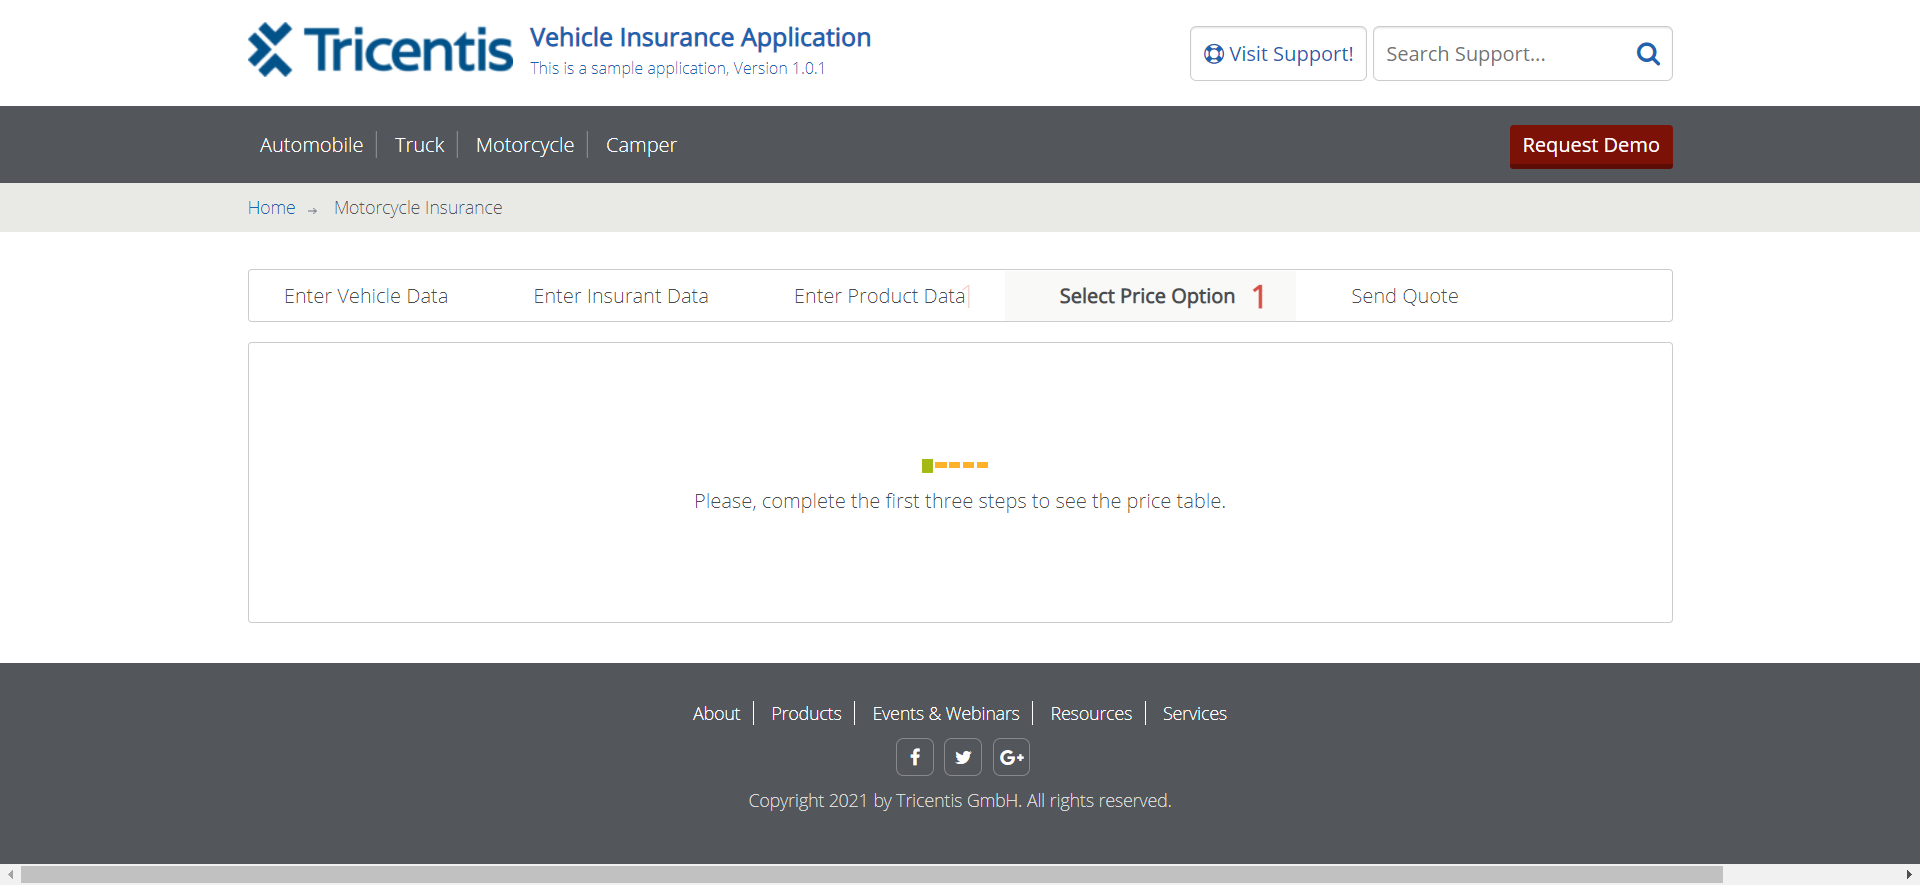 Tricentis
Vehicle Insurance Application
This is a sample application, Version 1.0.1
Visit Support!
Search Support...
Automobile
Truck
Motorcycle
Camper
Request Demo
Home → Motorcycle Insurance
Enter Vehicle Data
Enter Insurant Data
Enter Product Data 1
Select Price Option 1
Send Quote
Please, complete the first three steps to see the price table.
About
Products
Events & Webinars
Resources
Services
G+
Copyright 2021 by Tricentis GmbH. All rights reserved.